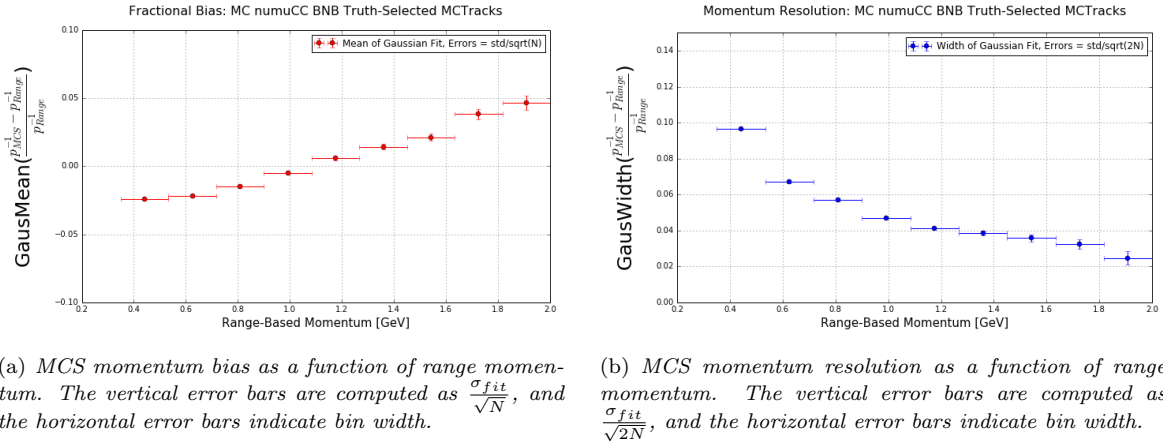 Fractional Bias: MC numuCC BNB Truth-Selected MCTracks
0.10
Mean of Gaussian Fit, Errors = std/sqrt(N)
0.05
0.00
−0.05
−0.10
GausMean(\frac{p_{MCS}^{-1} - p_{Range}^{-1}}{p_{Range}^{-1}})
0.2 0.4 0.6 0.8 1.0 1.2 1.4 1.6 1.8 2.0
Range-Based Momentum [GeV]
Momentum Resolution: MC numuCC BNB Truth-Selected MCTracks
Width of Gaussian Fit, Errors = std/sqrt(2N)
0.14
0.12
0.10
0.08
0.06
0.04
0.02
0.00
GausWidth(\frac{p_{MCS}^{-1} - p_{Range}^{-1}}{p_{Range}^{-1}})
0.2 0.4 0.6 0.8 1.0 1.2 1.4 1.6 1.8 2.0
Range-Based Momentum [GeV]
(a) MCS momentum bias as a function of range momen-
tum. The vertical error bars are computed as \frac{σ_{fit}}{\sqrt{N}}, and
the horizontal error bars indicate bin width.
(b) MCS momentum resolution as a function of range
momentum. The vertical error bars are computed as
\frac{σ_{fit}}{\sqrt{2N}}, and the horizontal error bars indicate bin width.